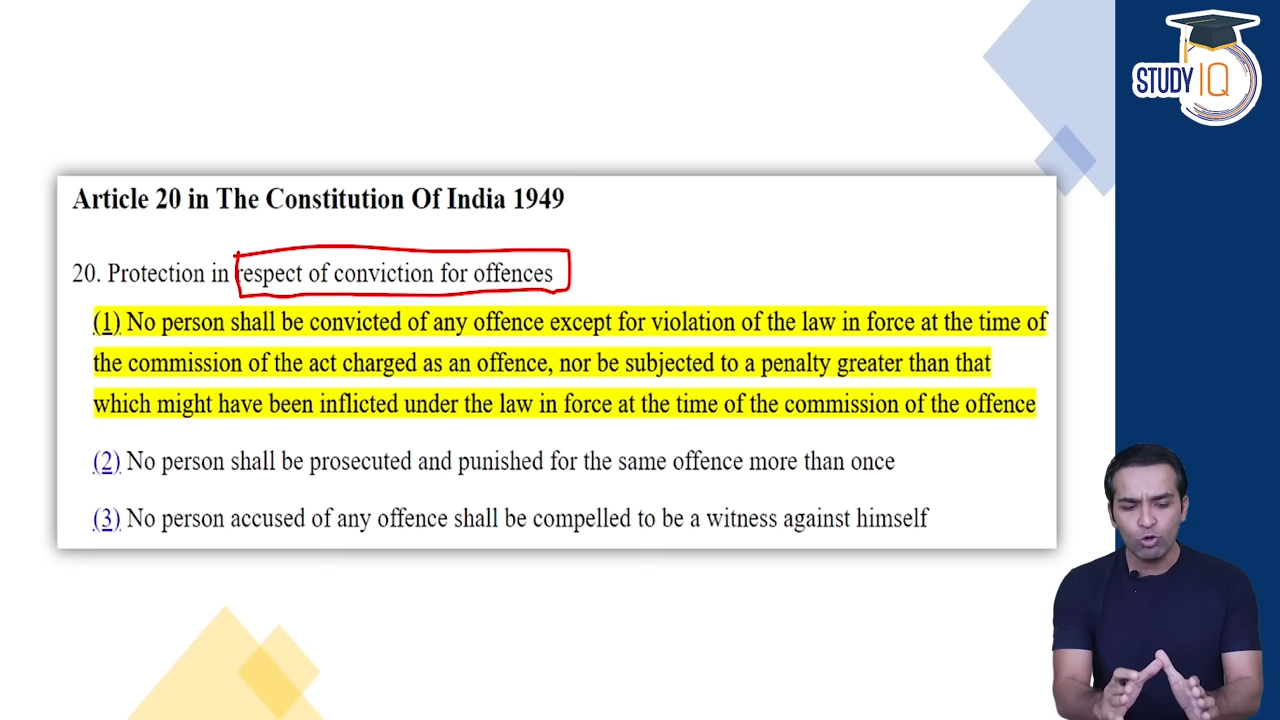 STUDY IQ
Article 20 in The Constitution Of India 1949
20. Protection in respect of conviction for offences
(1) No person shall be convicted of any offence except for violation of the law in force at the time of
the commission of the act charged as an offence, nor be subjected to a penalty greater than that
which might have been inflicted under the law in force at the time of the commission of the offence
(2) No person shall be prosecuted and punished for the same offence more than once
(3) No person accused of any offence shall be compelled to be a witness against himself